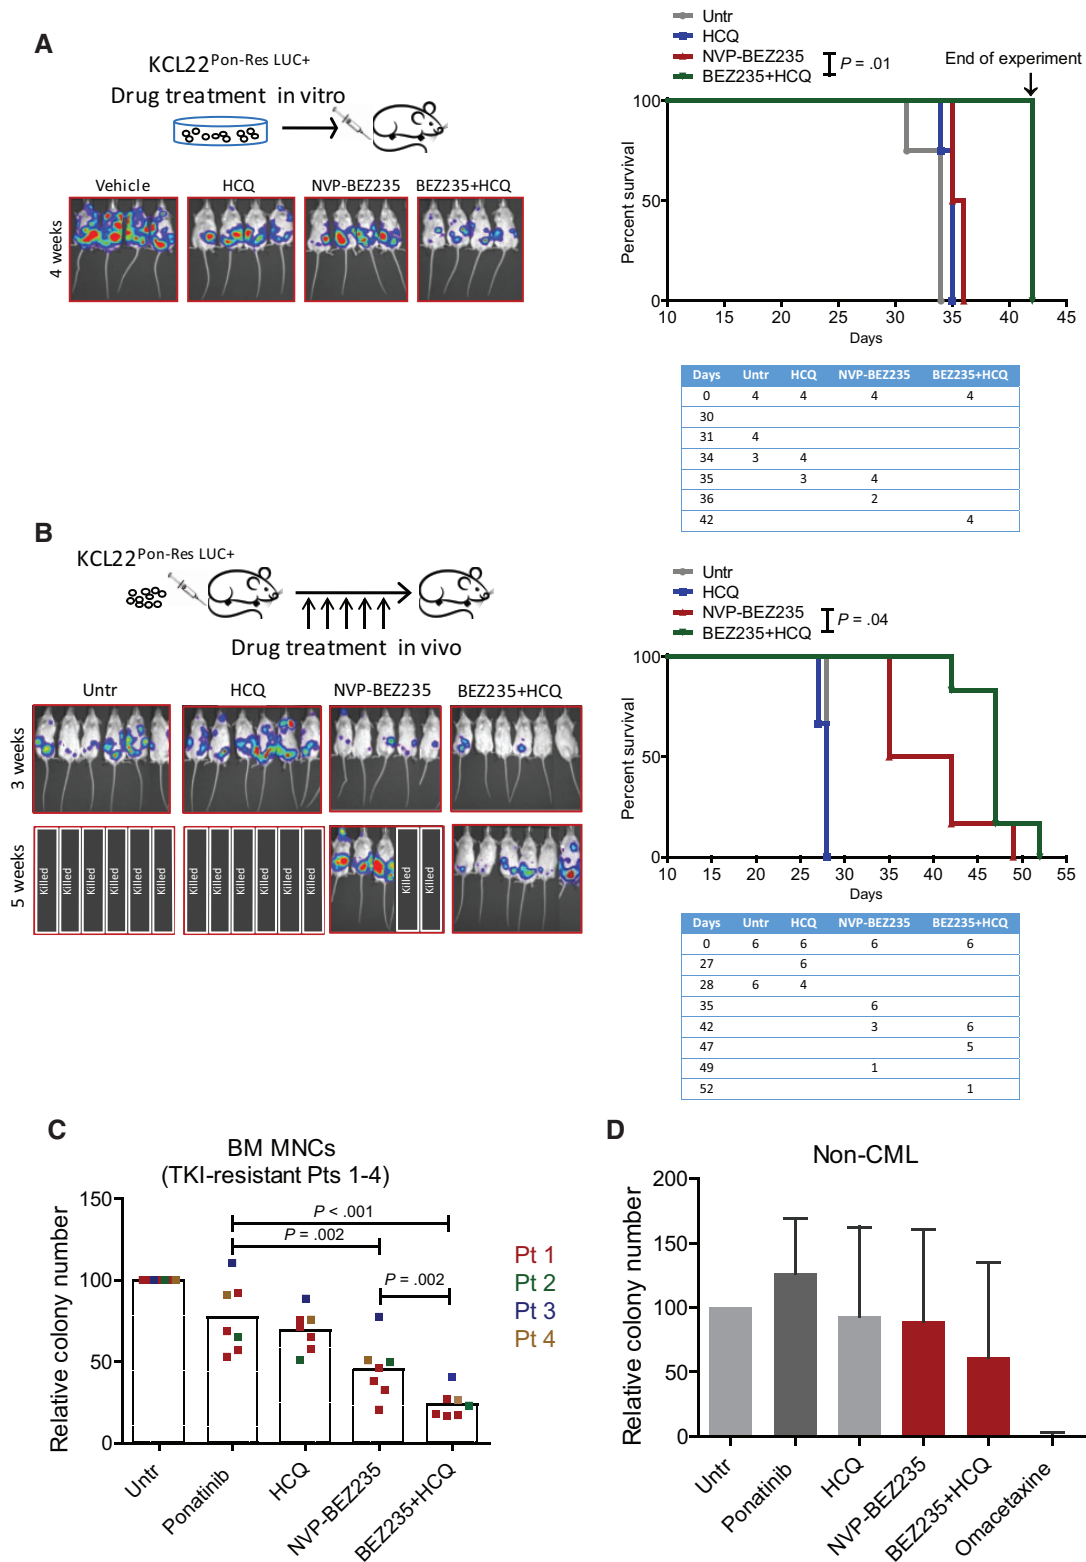 A
KCL22Pon-Res LUC+
Drug treatment in vitro
Vehicle HCQ NVP-BEZ235 BEZ235+HCQ
4 weeks
Untr
HCQ
NVP-BEZ235
BEZ235+HCQ
P = .01
End of experiment
Percent survival
100
50
0
10 15 20 25 30 35 40 45
Days
Days Untr HCQ NVP-BEZ235 BEZ235+HCQ
0 4 4 4 4
30
31 4
34 3 4
35 3 4
36 2
42 4
B
KCL22Pon-Res LUC+
Drug treatment in vivo
Untr HCQ NVP-BEZ235 BEZ235+HCQ
3 weeks
5 weeks
Killed Killed Killed Killed Killed Killed Killed Killed Killed Killed Killed Killed Killed Killed
Untr
HCQ
NVP-BEZ235
BEZ235+HCQ
P = .04
Percent survival
100
50
0
10 15 20 25 30 35 40 45 50 55
Days
Days Untr HCQ NVP-BEZ235 BEZ235+HCQ
0 6 6 6 6
27 6
28 6 4
35 6
42 3 6
47 5
49 1
52 1
C
BM MNCs
(TKI-resistant Pts 1-4)
Relative colony number
150
100
50
0
P < .001
P = .002
P = .002
Pt 1
Pt 2
Pt 3
Pt 4
Untr Ponatinib HCQ NVP-BEZ235 BEZ235+HCQ
D
Non-CML
Relative colony number
200
150
100
50
0
Untr Ponatinib HCQ NVP-BEZ235 BEZ235+HCQ Omacetaxine